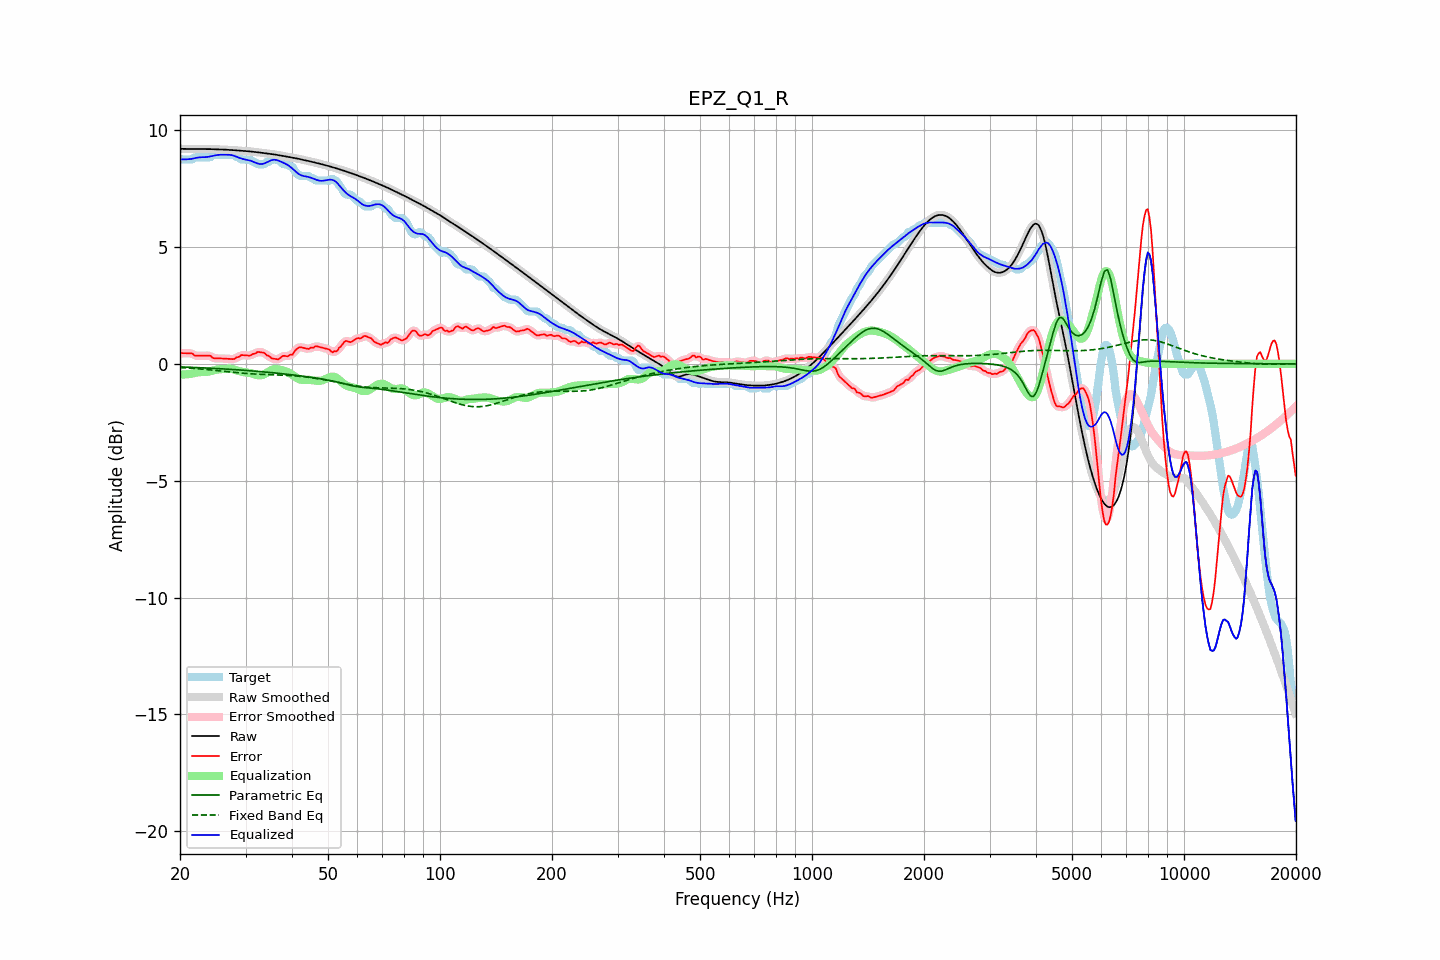 EPZ_Q1_R
10
5
0
−5
−10
−15
−20
Amplitude (dBr)
Target
Raw Smoothed
Error Smoothed
Raw
Error
Equalization
Parametric Eq
Fixed Band Eq
Equalized
20 50 100 200 500 1000 2000 5000 10000 20000
Frequency (Hz)